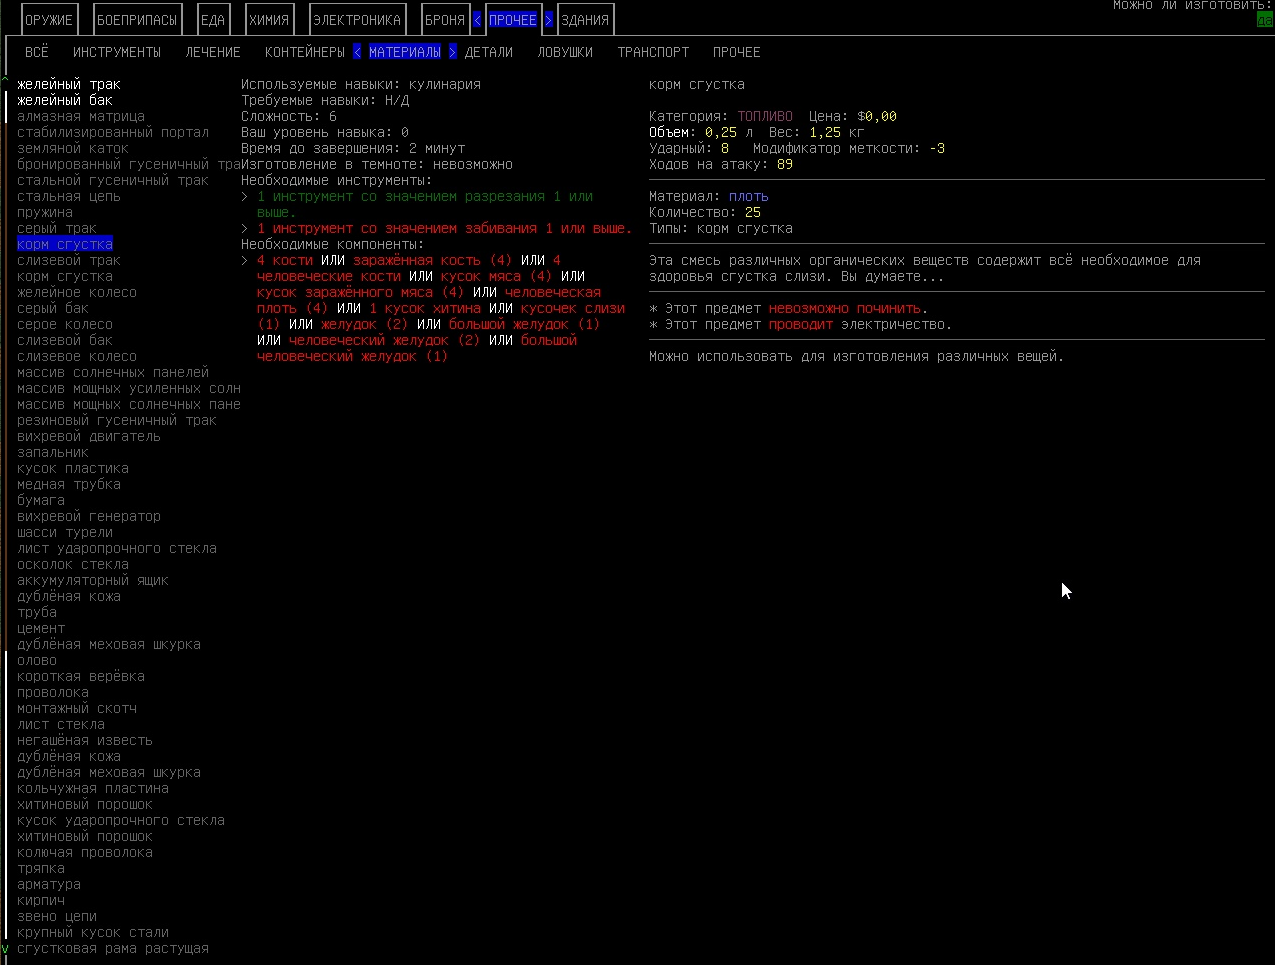 Можно ли изготовить:
да
ОРУЖИЕ БОЕПРИПАСЫ ЕДА ХИМИЯ ЭЛЕКТРОНИКА БРОНЯ < ПРОЧЕЕ > ЗДАНИЯ
ВСЁ ИНСТРУМЕНТЫ ЛЕЧЕНИЕ КОНТЕЙНЕРЫ < МАТЕРИАЛЫ > ДЕТАЛИ ЛОВУШКИ ТРАНСПОРТ ПРОЧЕЕ
желейный трак
желейный бак
алмазная матрица
стабилизированный портал
земляной каток
бронированный гусеничный тра
стальной гусеничный трак
стальная цепь
пружина
серый трак
корм сгустка
слизевой трак
корм сгустка
желейное колесо
серый бак
серое колесо
слизевой бак
слизевое колесо
массив солнечных панелей
массив мощных усиленных солн
массив мощных солнечных пане
резиновый гусеничный трак
вихревой двигатель
запальник
кусок пластика
медная трубка
бумага
вихревой генератор
шасси турели
лист ударопрочного стекла
осколок стекла
аккумуляторный ящик
дублёная кожа
труба
цемент
дублёная меховая шкурка
олово
короткая верёвка
проволока
монтажный скотч
лист стекла
негашёная известь
дублёная кожа
дублёная меховая шкурка
кольчужная пластина
хитиновый порошок
кусок ударопрочного стекла
хитиновый порошок
колючая проволока
тряпка
арматура
кирпич
звено цепи
крупный кусок стали
сгустковая рама растущая
Используемые навыки: кулинария
Требуемые навыки: Н/Д
Сложность: 6
Ваш уровень навыка: 0
Время до завершения: 2 минут
Изготовление в темноте: невозможно
Необходимые инструменты:
> 1 инструмент со значением разрезания 1 или
выше.
> 1 инструмент со значением забивания 1 или выше.
Необходимые компоненты:
> 4 кости ИЛИ заражённая кость (4) ИЛИ 4
человеческие кости ИЛИ кусок мяса (4) ИЛИ
кусок заражённого мяса (4) ИЛИ человеческая
плоть (4) ИЛИ 1 кусок хитина ИЛИ кусочек слизи
(1) ИЛИ желудок (2) ИЛИ большой желудок (1)
ИЛИ человеческий желудок (2) ИЛИ большой
человеческий желудок (1)
корм сгустка
Категория: ТОПЛИВО Цена: $0,00
Объем: 0,25 л Вес: 1,25 кг
Ударный: 8 Модификатор меткости: -3
Ходов на атаку: 89
Материал: плоть
Количество: 25
Типы: корм сгустка
Эта смесь различных органических веществ содержит всё необходимое для
здоровья сгустка слизи. Вы думаете...
* Этот предмет невозможно починить.
* Этот предмет проводит электричество.
Можно использовать для изготовления различных вещей.